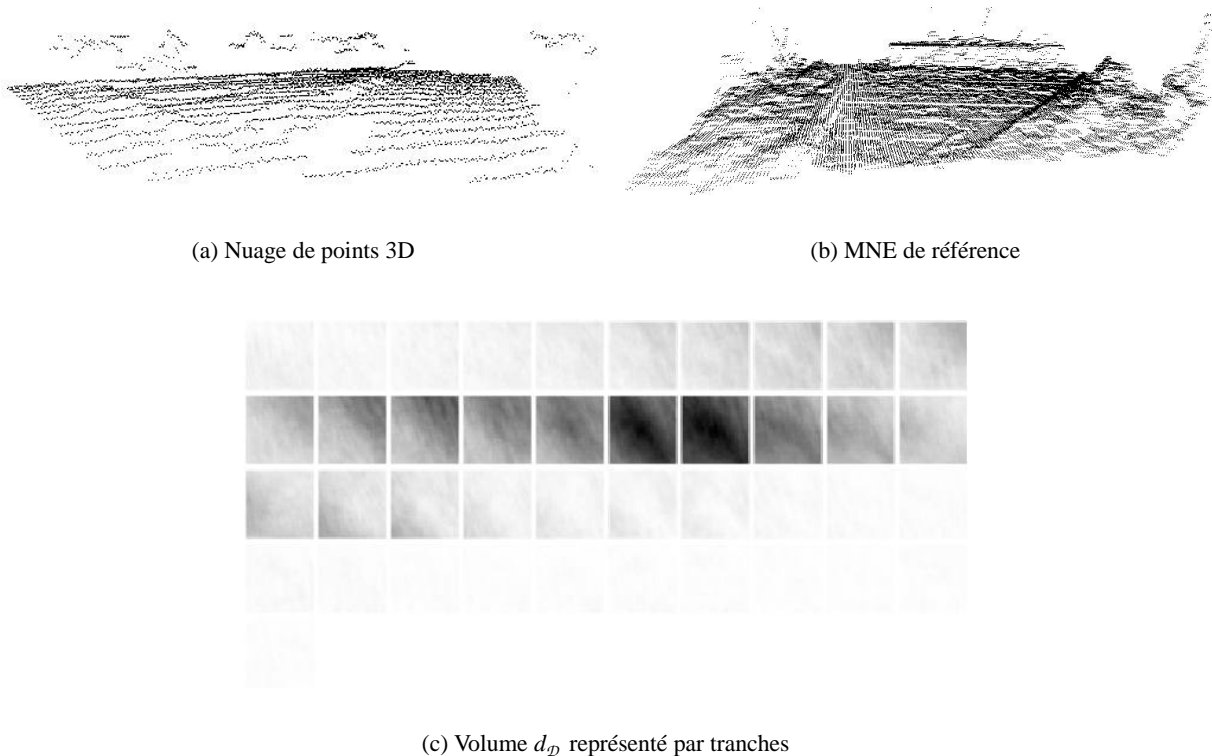 (a) Nuage de points 3D
(b) MNE de référence
(c) Volume d_𝒟 représenté par tranches